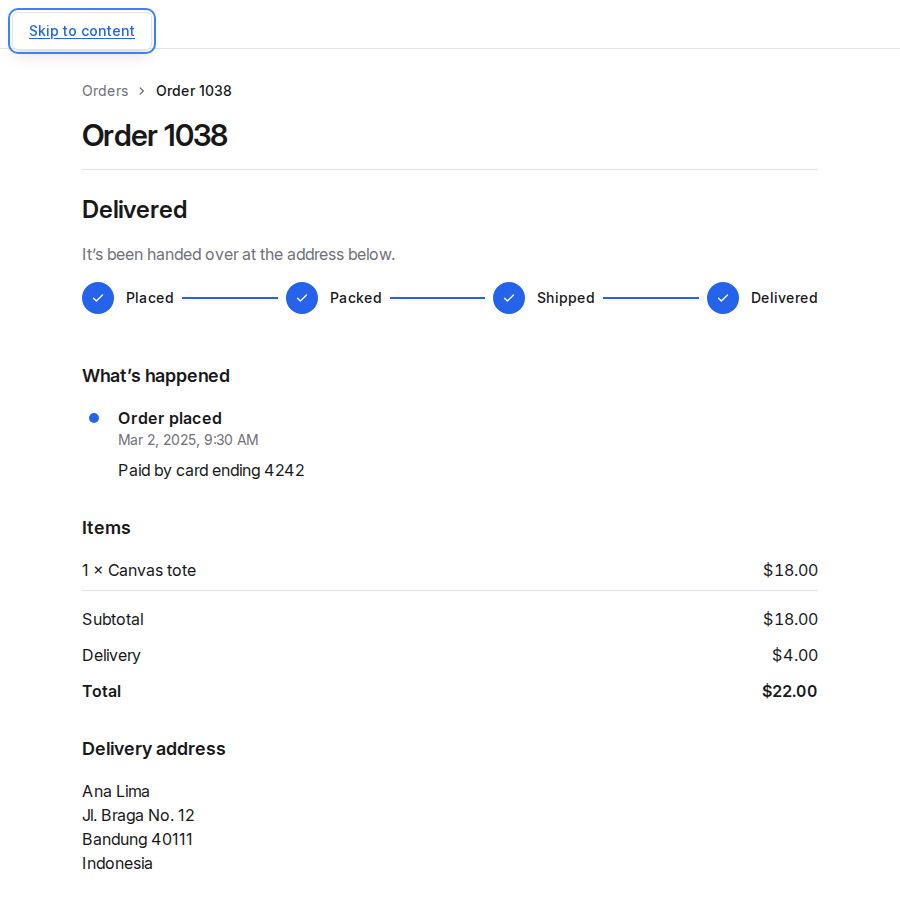 Skip to content
Orders > Order 1038
Order 1038
Delivered
It’s been handed over at the address below.
Placed Packed Shipped Delivered
What’s happened
Order placed
Mar 2, 2025, 9:30 AM
Paid by card ending 4242
Items
1 × Canvas tote $18.00
Subtotal $18.00
Delivery $4.00
Total $22.00
Delivery address
Ana Lima
Jl. Braga No. 12
Bandung 40111
Indonesia